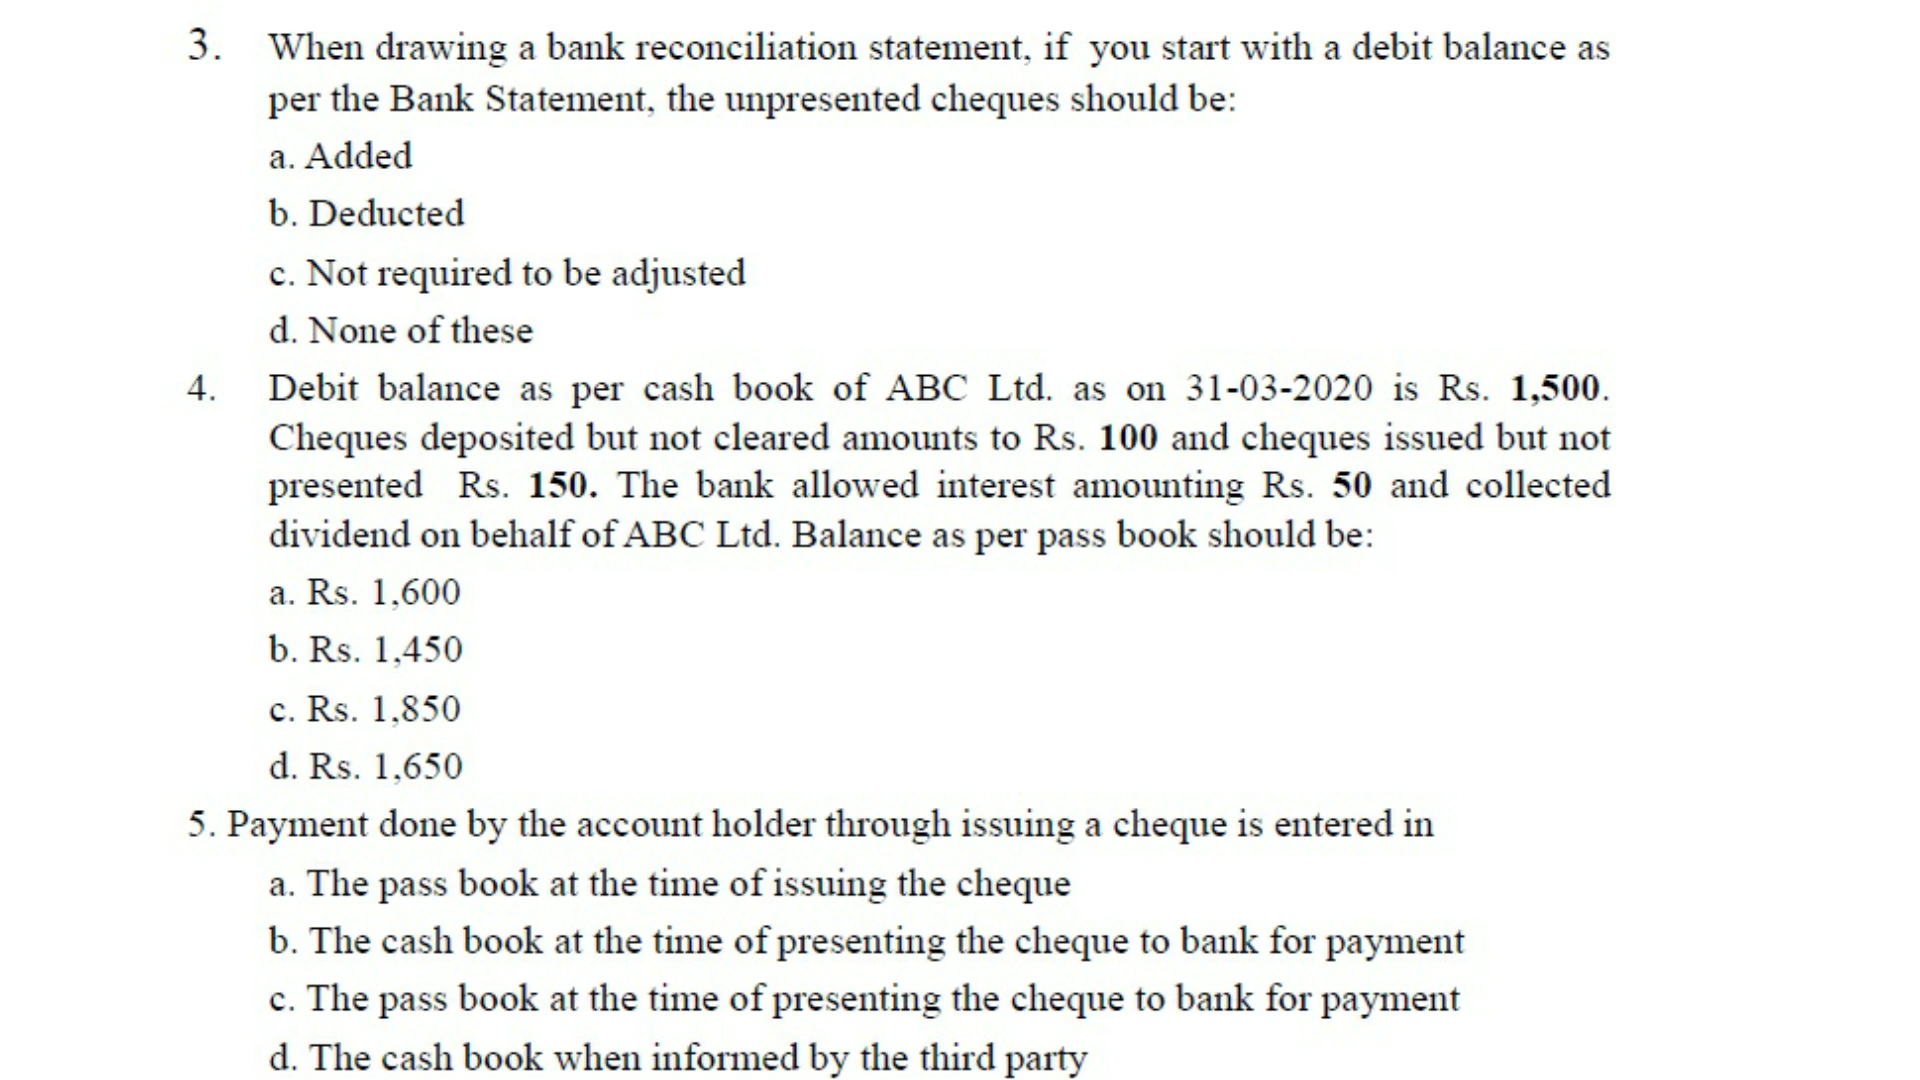 3. When drawing a bank reconciliation statement, if you start with a debit balance as
per the Bank Statement, the unpresented cheques should be:
a. Added
b. Deducted
c. Not required to be adjusted
d. None of these
4. Debit balance as per cash book of ABC Ltd. as on 31-03-2020 is Rs. 1,500.
Cheques deposited but not cleared amounts to Rs. 100 and cheques issued but not
presented Rs. 150. The bank allowed interest amounting Rs. 50 and collected
dividend on behalf of ABC Ltd. Balance as per pass book should be:
a. Rs. 1,600
b. Rs. 1,450
c. Rs. 1,850
d. Rs. 1,650
5. Payment done by the account holder through issuing a cheque is entered in
a. The pass book at the time of issuing the cheque
b. The cash book at the time of presenting the cheque to bank for payment
c. The pass book at the time of presenting the cheque to bank for payment
d. The cash book when informed by the third party